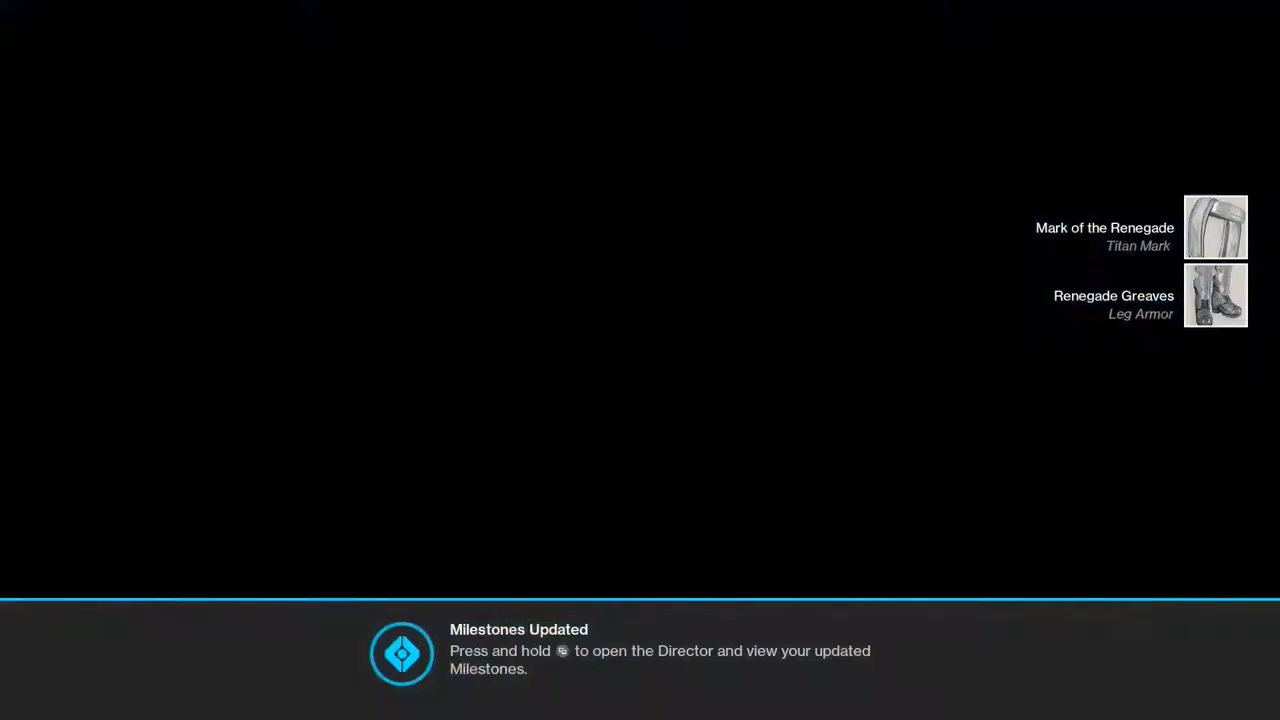 Mark of the Renegade
Titan Mark
Renegade Greaves
Leg Armor
Milestones Updated
Press and hold to open the Director and view your updated
Milestones.